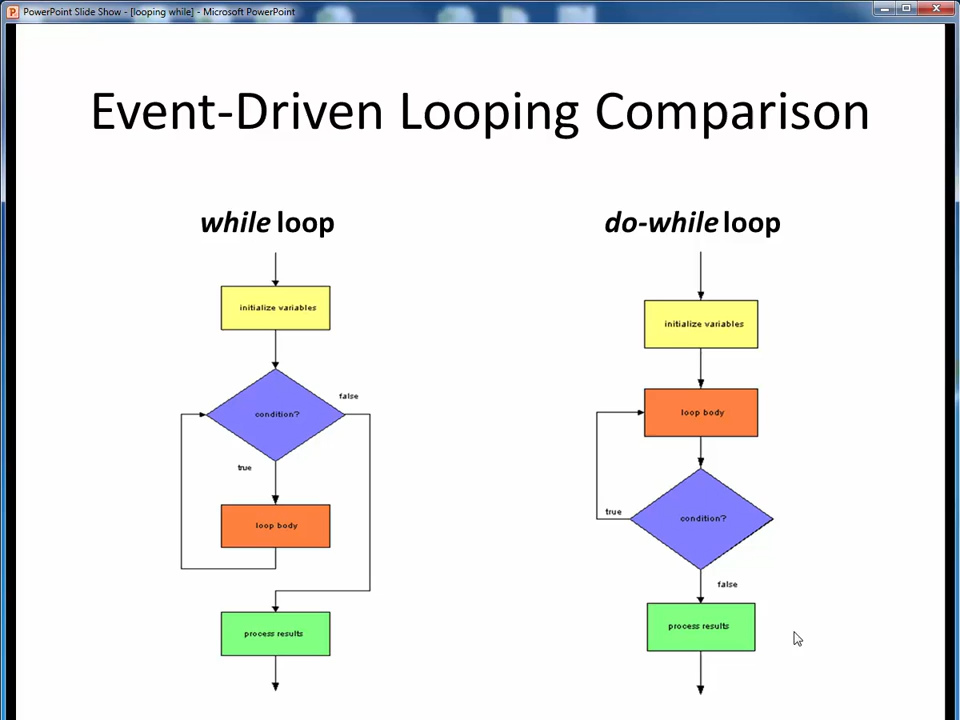 PowerPoint Slide Show - [looping while] - Microsoft PowerPoint
Event-Driven Looping Comparison
while loop
initialize variables
condition?
false
true
loop body
process results
do-while loop
initialize variables
loop body
condition?
true
false
process results